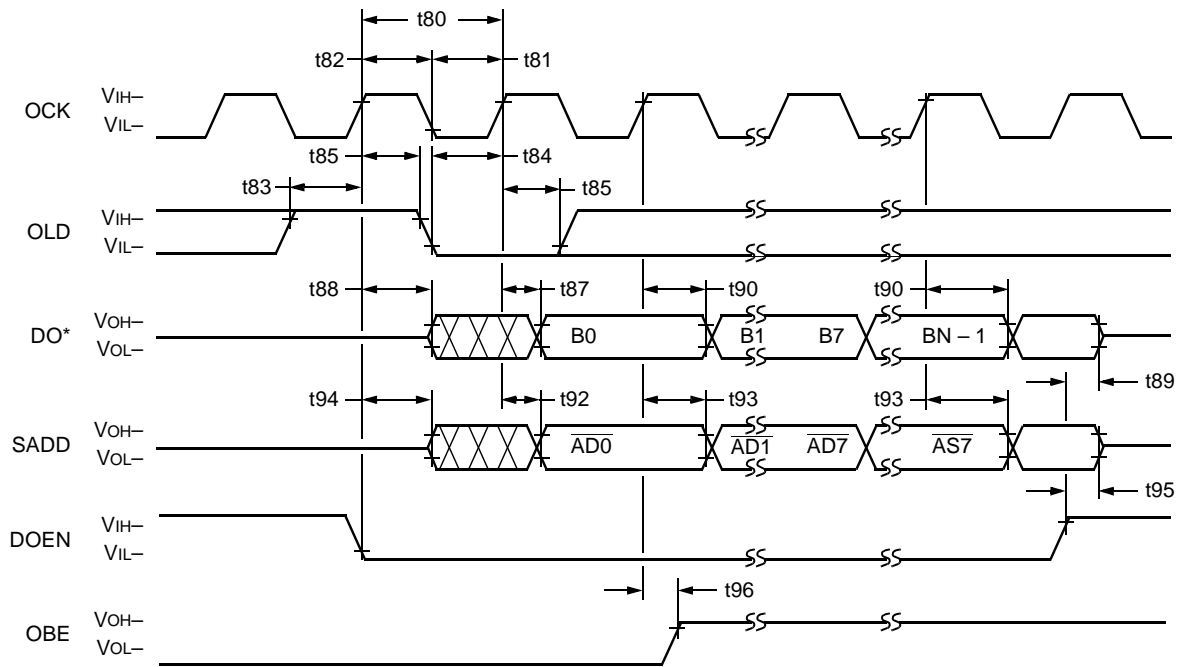 t80
t82
t81
OCK
VIH–
VIL–
t85
t84
t83
t85
OLD
VIH–
VIL–
t88
t87
t90
t90
DO*
VOH–
VOL–
B0
B1
B7
BN – 1
t89
t94
t92
t93
t93
SADD
VOH–
VOL–
AD0
AD1
AD7
AS7
t95
DOEN
VIH–
VIL–
t96
OBE
VOH–
VOL–